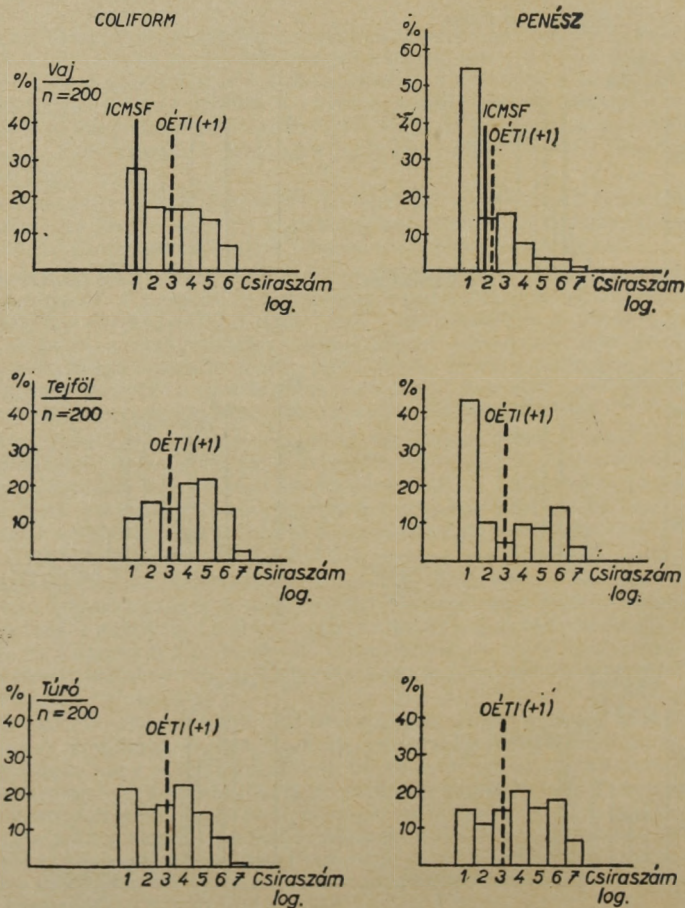 COLIFORM
PENÉSZ
% Vaj
n=200
ICMSF
OÉTI (+1)
40
30
20
10
1 2 3 4 5 6 Csiraszám
log.
%
60
50
40
30
20
10
ICMSF
OÉTI (+1)
1 2 3 4 5 6 7 Csiraszám
log.
% Tejföl
n=200
40
30
20
10
OÉTI (+1)
1 2 3 4 5 6 7 Csiraszám
log.
%
40
30
20
10
OÉTI (+1)
1 2 3 4 5 6 7 Csiraszám
log.
% Túró
n=200
40
30
20
10
OÉTI (+1)
1 2 3 4 5 6 7 Csiraszám
log.
%
40
30
20
10
OÉTI (+1)
1 2 3 4 5 6 7 Csiraszám
log.